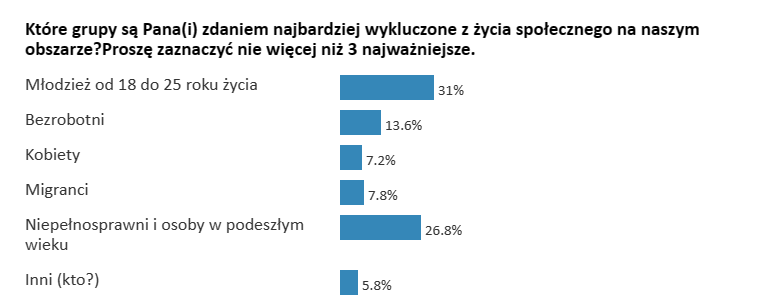 Które grupy są Pana(i) zdaniem najbardziej wykluczone z życia społecznego na naszym
obszarze?Proszę zaznaczyć nie więcej niż 3 najważniejsze.
Młodzież od 18 do 25 roku życia 31%
Bezrobotni 13.6%
Kobiety 7.2%
Migranci 7.8%
Niepełnosprawni i osoby w podeszłym 26.8%
wieku
Inni (kto?) 5.8%